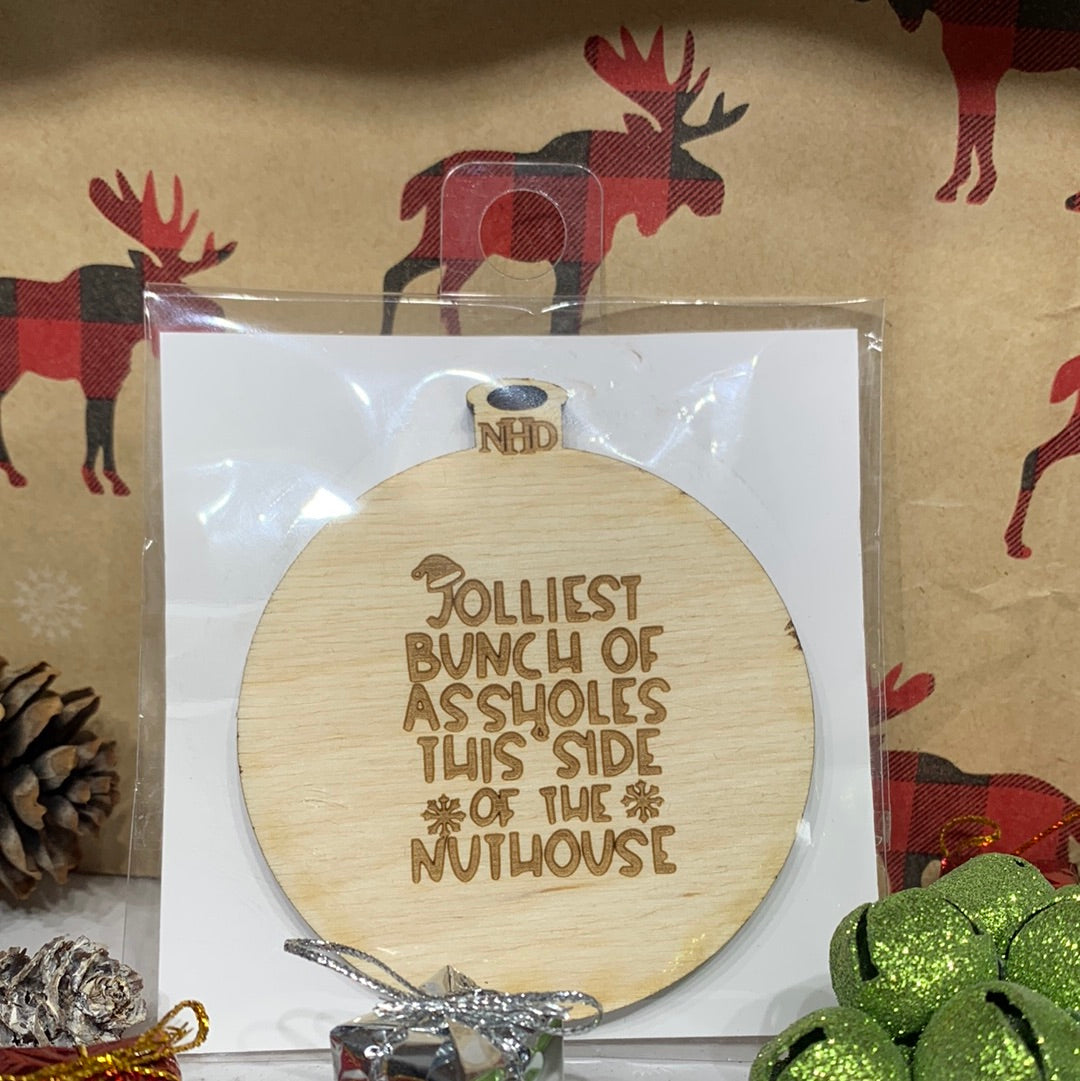 NHD
JOLLIEST
BUNCH OF
ASSHOLES
THIS SIDE
OF THE
NUTHOUSE